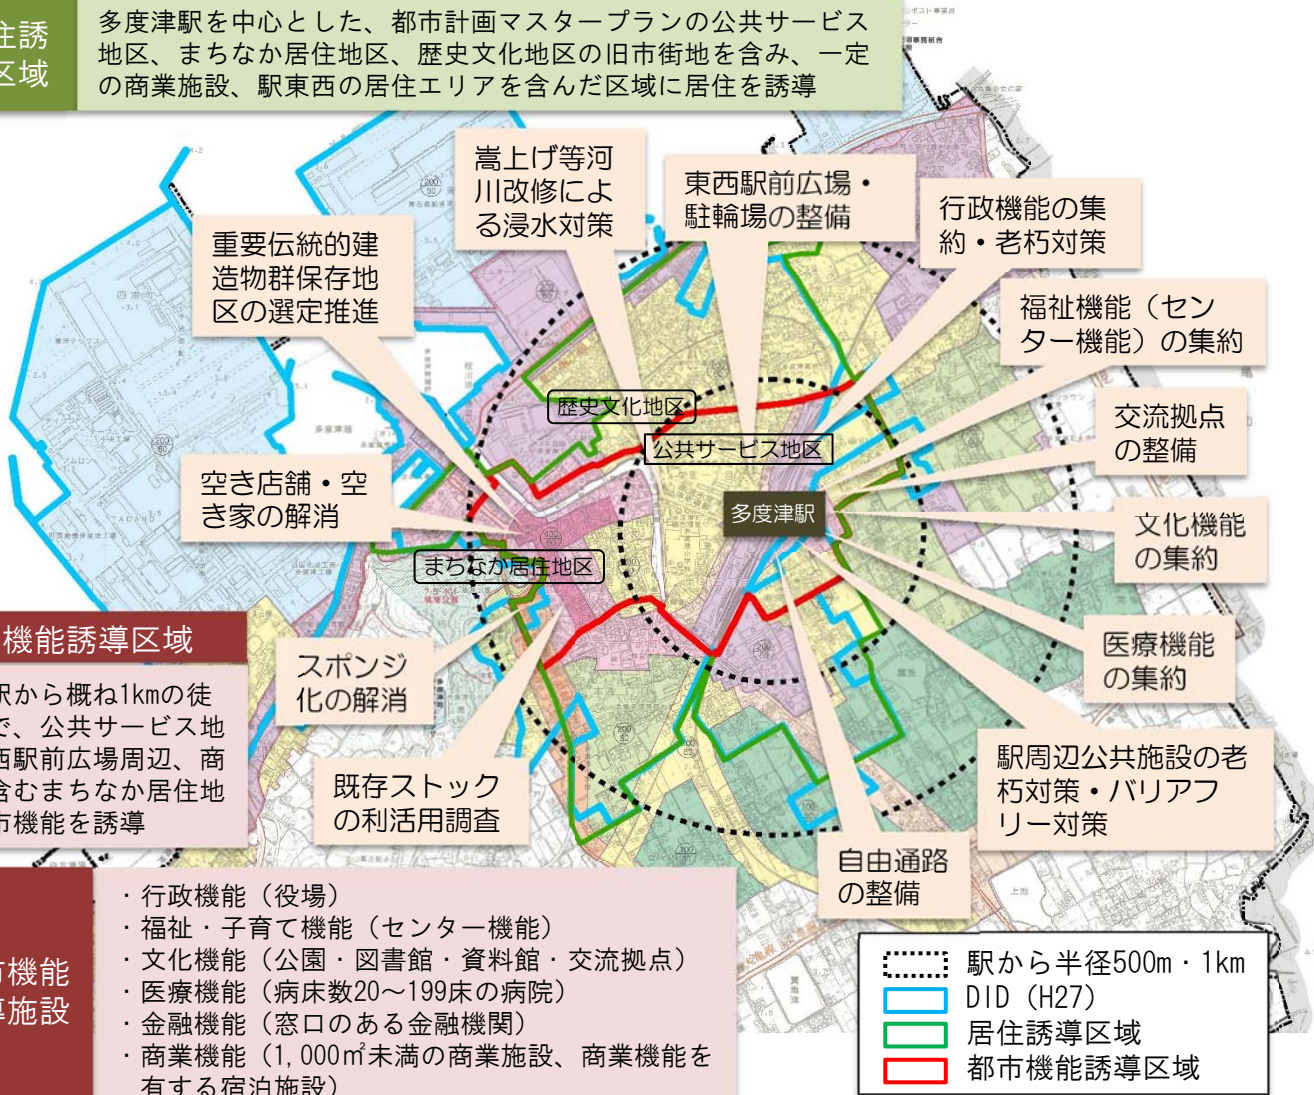 住誘
区域
多度津駅を中心とした、都市計画マスタープランの公共サービス
地区、まちなか居住地区、歴史文化地区の旧市街地を含み、一定
の商業施設、駅東西の居住エリアを含んだ区域に居住を誘導
嵩上げ等河
川改修によ
る浸水対策
東西駅前広場・
駐輪場の整備
行政機能の集
約・老朽対策
重要伝統的建
造物群保存地
区の選定推進
福祉機能（セン
ター機能）の集約
歴史文化地区
公共サービス地区
交流拠点
の整備
空き店舗・空
き家の解消
多度津駅
文化機能
の集約
まちなか居住地区
機能誘導区域
駅から概ね1kmの徒
で、公共サービス地
西駅前広場周辺、商
含むまちなか居住地
市機能を誘導
スポンジ
化の解消
医療機能
の集約
既存ストック
の利活用調査
駅周辺公共施設の老
朽対策・バリアフ
リー対策
自由通路
の整備
市機能
導施設
・行政機能（役場）
・福祉・子育て機能（センター機能）
・文化機能（公園・図書館・資料館・交流拠点）
・医療機能（病床数20～199床の病院）
・金融機能（窓口のある金融機関）
・商業機能（1,000㎡未満の商業施設、商業機能を
有する宿泊施設）
駅から半径500m・1km
DID（H27）
居住誘導区域
都市機能誘導区域